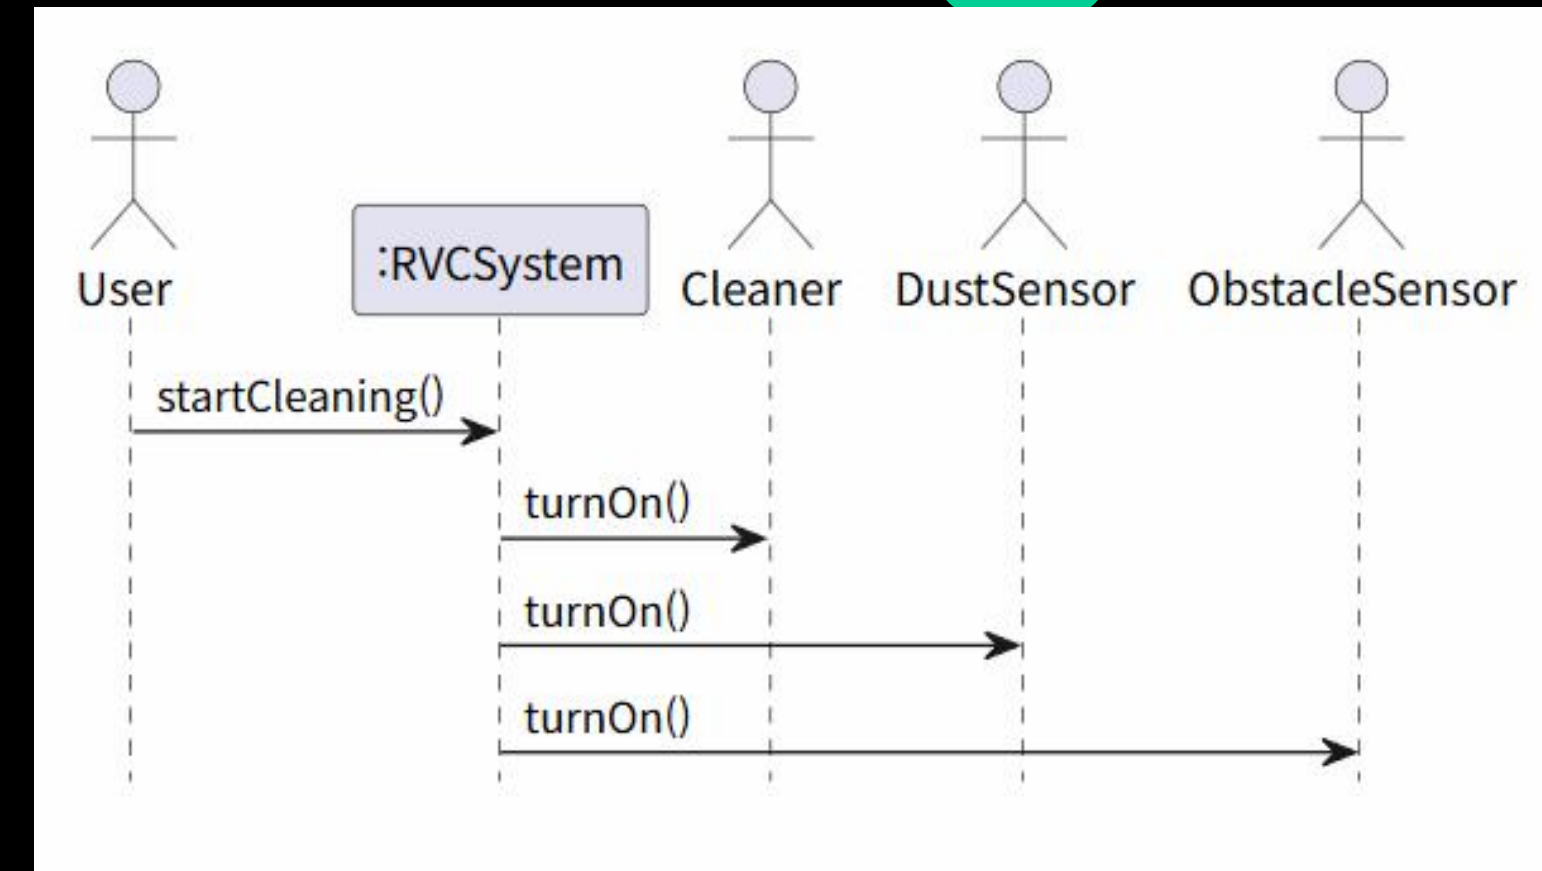 User
:RVCSystem
Cleaner
DustSensor
ObstacleSensor
startCleaning()
turnOn()
turnOn()
turnOn()